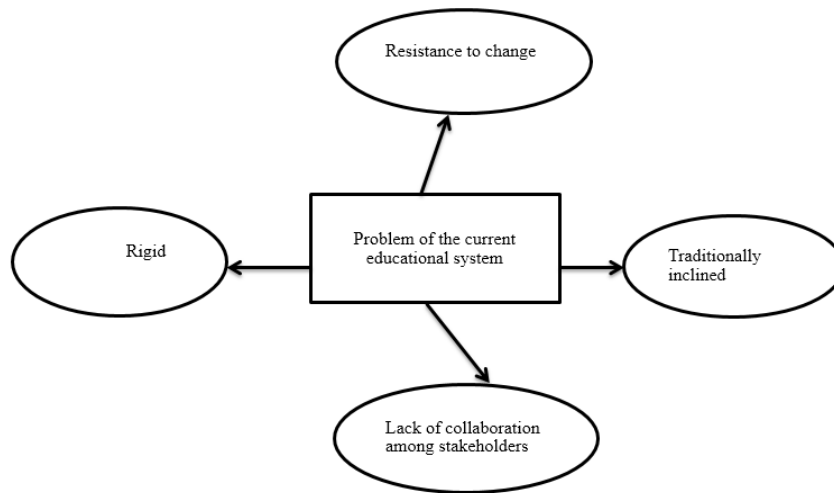 Resistance to change
Rigid
Problem of the current
educational system
Traditionally
inclined
Lack of collaboration
among stakeholders